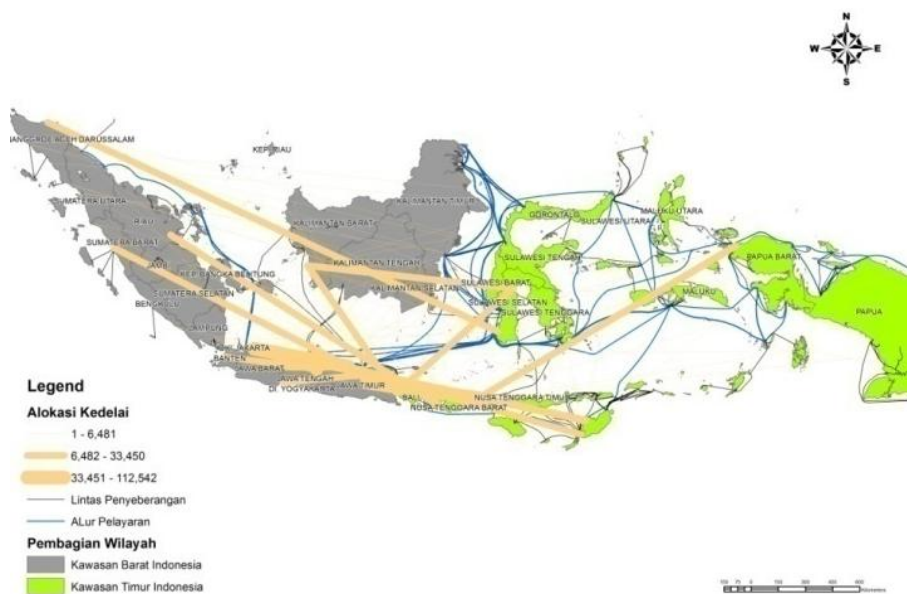 N
W E
S
NANGGROE ACEH DARUSSALAM
KEP. RIAU
SUMATERA UTARA
KALIMANTAN TIMUR
RIAU
KALIMANTAN BARAT
GORONTALO
SULAWESI UTARA
MALUKU UTARA
SUMATERA BARAT
JAMBI
KALIMANTAN TENGAH
SULAWESI TENGAH
PAPUA BARAT
KEP. BANGKA BELITUNG
SULAWESI BARAT
SUMATERA SELATAN
KALIMANTAN SELATAN
MALUKU
BENGKULU
SULAWESI SELATAN
SULAWESI TENGGARA
PAPUA
LAMPUNG
JAKARTA
BANTEN
JAWA BARAT
JAWA TENGAH
JAWA TIMUR
DI. YOGYAKARTA
BALI
NUSA TENGGARA TIMUR
NUSA TENGGARA BARAT
Legend
Alokasi Kedelai
1 - 6,481
6,482 - 33,450
33,451 - 112,542
Lintas Penyeberangan
ALur Pelayaran
Pembagian Wilayah
Kawasan Barat Indonesia
Kawasan Timur Indonesia
Kilometers